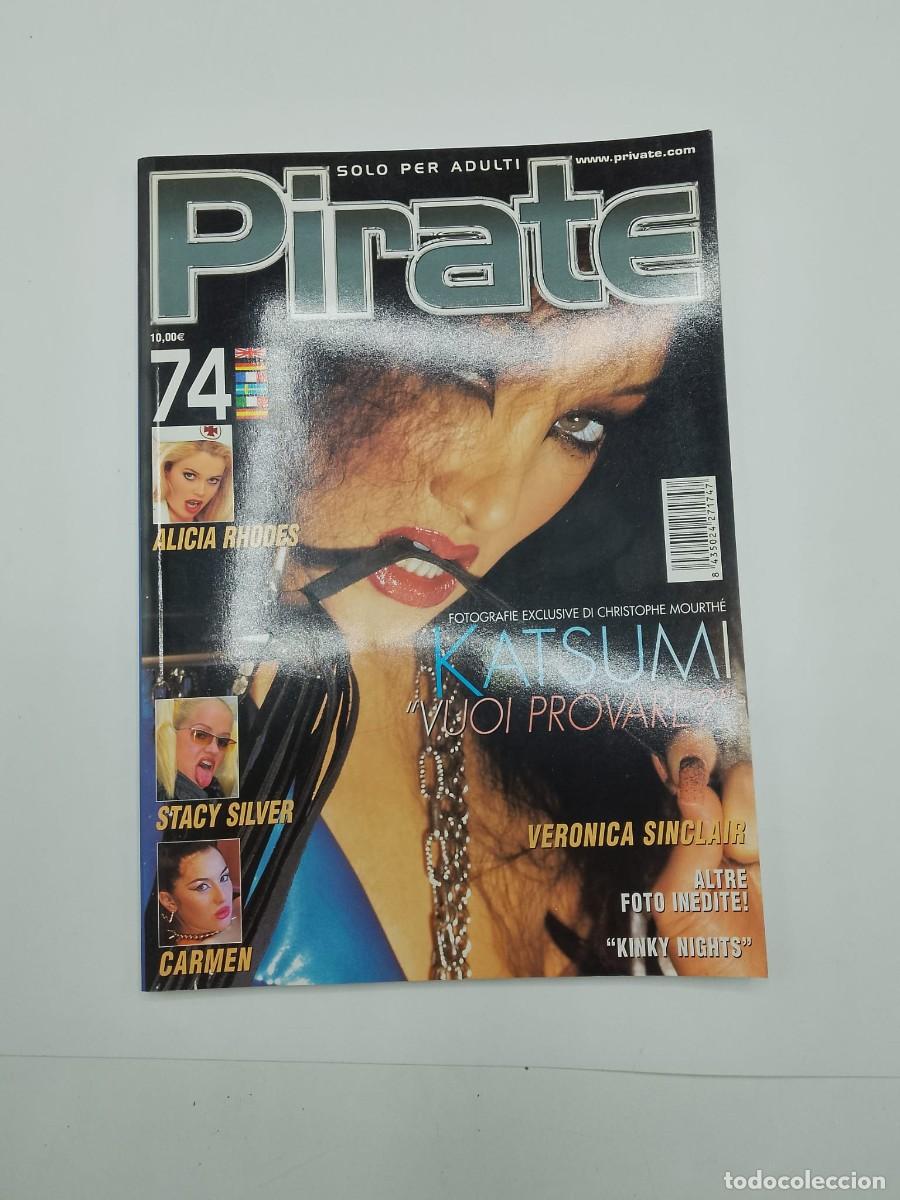 SOLO PER ADULTI
www.private.com
Pirate
10,00€
74
ALICIA RHODES
8 435024 271747
FOTOGRAFIE EXCLUSIVE DI CHRISTOPHE MOURTHÉ
KATSUMI
"VUOI PROVARE?"
STACY SILVER
VERONICA SINCLAIR
ALTRE
FOTO INEDITE!
CARMEN
"KINKY NIGHTS"
todocoleccion